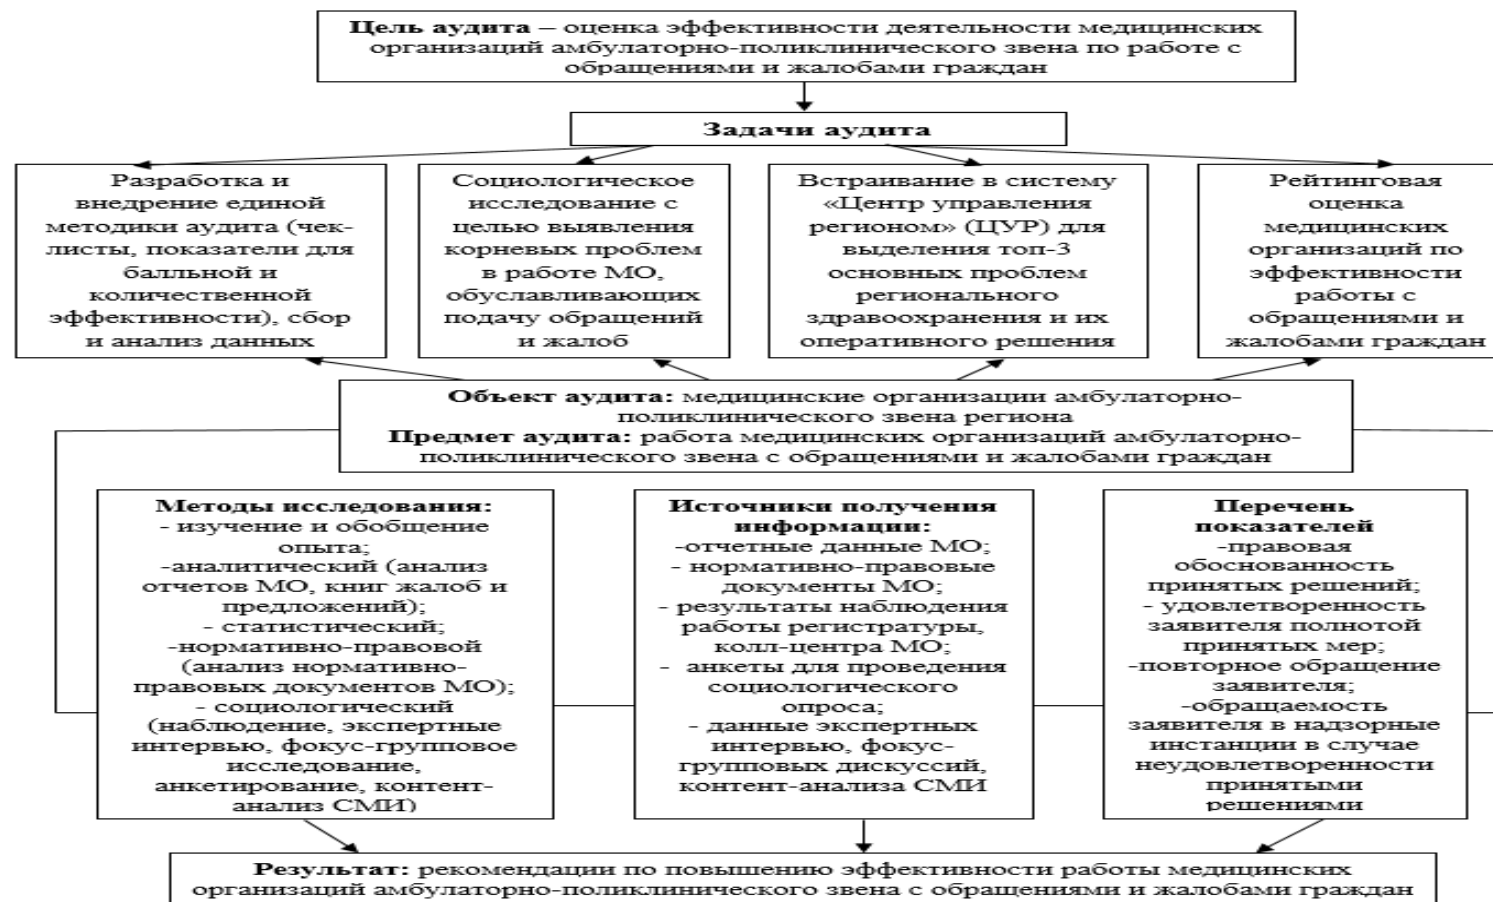 Цель аудита – оценка эффективности деятельности медицинских
организаций амбулаторно-поликлинического звена по работе с
обращениями и жалобами граждан
Задачи аудита
Разработка и
внедрение единой
методики аудита (чек-
листы, показатели для
балльной и
количественной
эффективности), сбор
и анализ данных
Социологическое
исследование с
целью выявления
корневых проблем
в работе МО,
обуславливающих
подачу обращений
и жалоб
Встраивание в систему
«Центр управления
регионом» (ЦУР) для
выделения топ-3
основных проблем
регионального
здравоохранения и их
оперативного решения
Рейтинговая
оценка
медицинских
организаций по
эффективности
работы с
обращениями и
жалобами граждан
Объект аудита: медицинские организации амбулаторно-
поликлинического звена региона
Предмет аудита: работа медицинских организаций амбулаторно-
поликлинического звена с обращениями и жалобами граждан
Методы исследования:
- изучение и обобщение
опыта;
-аналитический (анализ
отчетов МО, книг жалоб и
предложений);
- статистический;
-нормативно-правовой
(анализ нормативно-
правовых документов МО);
- социологический
(наблюдение, экспертные
интервью, фокус-групповое
исследование,
анкетирование, контент-
анализ СМИ)
Источники получения
информации:
-отчетные данные МО;
- нормативно-правовые
документы МО;
- результаты наблюдения
работы регистратуры,
колл-центра МО;
- анкеты для проведения
социологического
опроса;
- данные экспертных
интервью, фокус-
групповых дискуссий,
контент-анализа СМИ
Перечень
показателей
-правовая
обоснованность
принятых решений;
- удовлетворенность
заявителя полнотой
принятых мер;
-повторное обращение
заявителя;
-обращаемость
заявителя в надзорные
инстанции в случае
неудовлетворенности
принятыми
решениями
Результат: рекомендации по повышению эффективности работы медицинских
организаций амбулаторно-поликлинического звена с обращениями и жалобами граждан